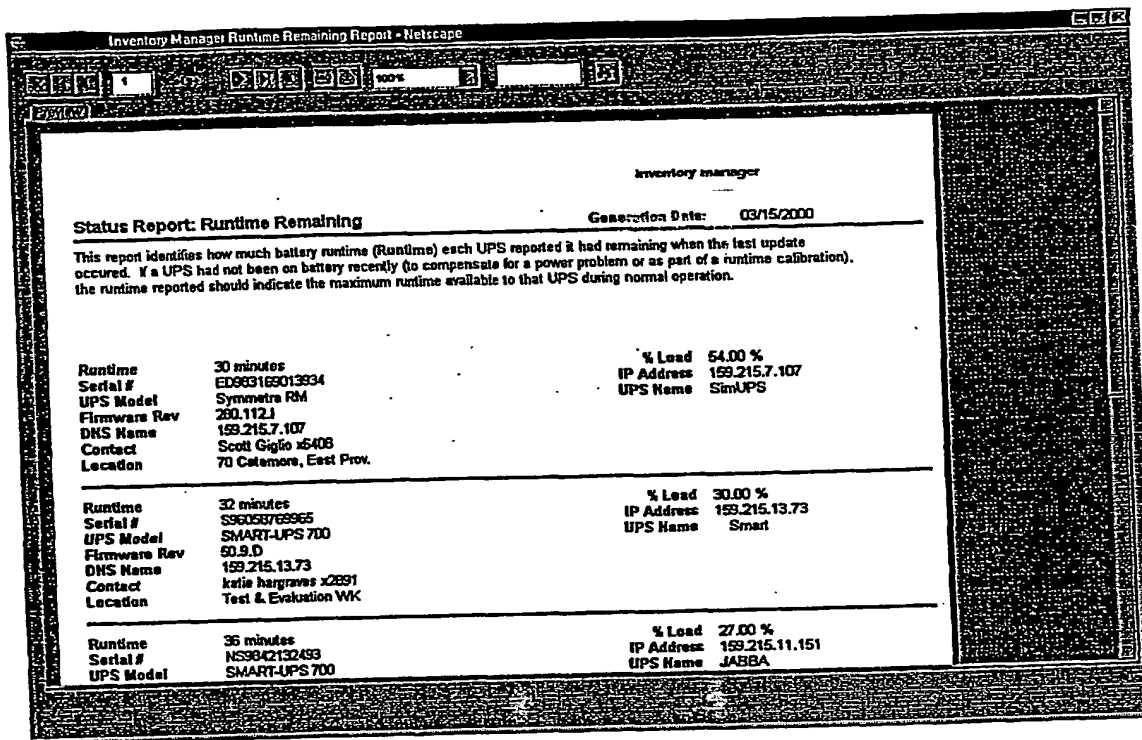 Inventory Manager Runtime Remaining Report - Netscape
1
100%
Preview
Inventory manager
Status Report: Runtime Remaining
Generation Date: 03/15/2000
This report identifies how much battery runtime (Runtime) each UPS reported it had remaining when the last update
occured. If a UPS had not been on battery recently (to compensate for a power problem or as part of a runtime calibration),
the runtime reported should indicate the maximum runtime available to that UPS during normal operation.
Runtime 30 minutes % Load 54.00 %
Serial # ED983169013934 IP Address 159.215.7.107
UPS Model Symmetra RM UPS Name SimUPS
Firmware Rev 280.112.I
DNS Name 159.215.7.107
Contact Scott Giglio x6408
Location 70 Catamore, East Prov.
Runtime 32 minutes % Load 30.00 %
Serial # S96058769965 IP Address 159.215.13.73
UPS Model SMART-UPS 700 UPS Name Smart
Firmware Rev 50.9.D
DNS Name 159.215.13.73
Contact katie hargraves x2891
Location Test & Evaluation WK
Runtime 36 minutes % Load 27.00 %
Serial # NS9842132493 IP Address 159.215.11.151
UPS Model SMART-UPS 700 UPS Name JABBA